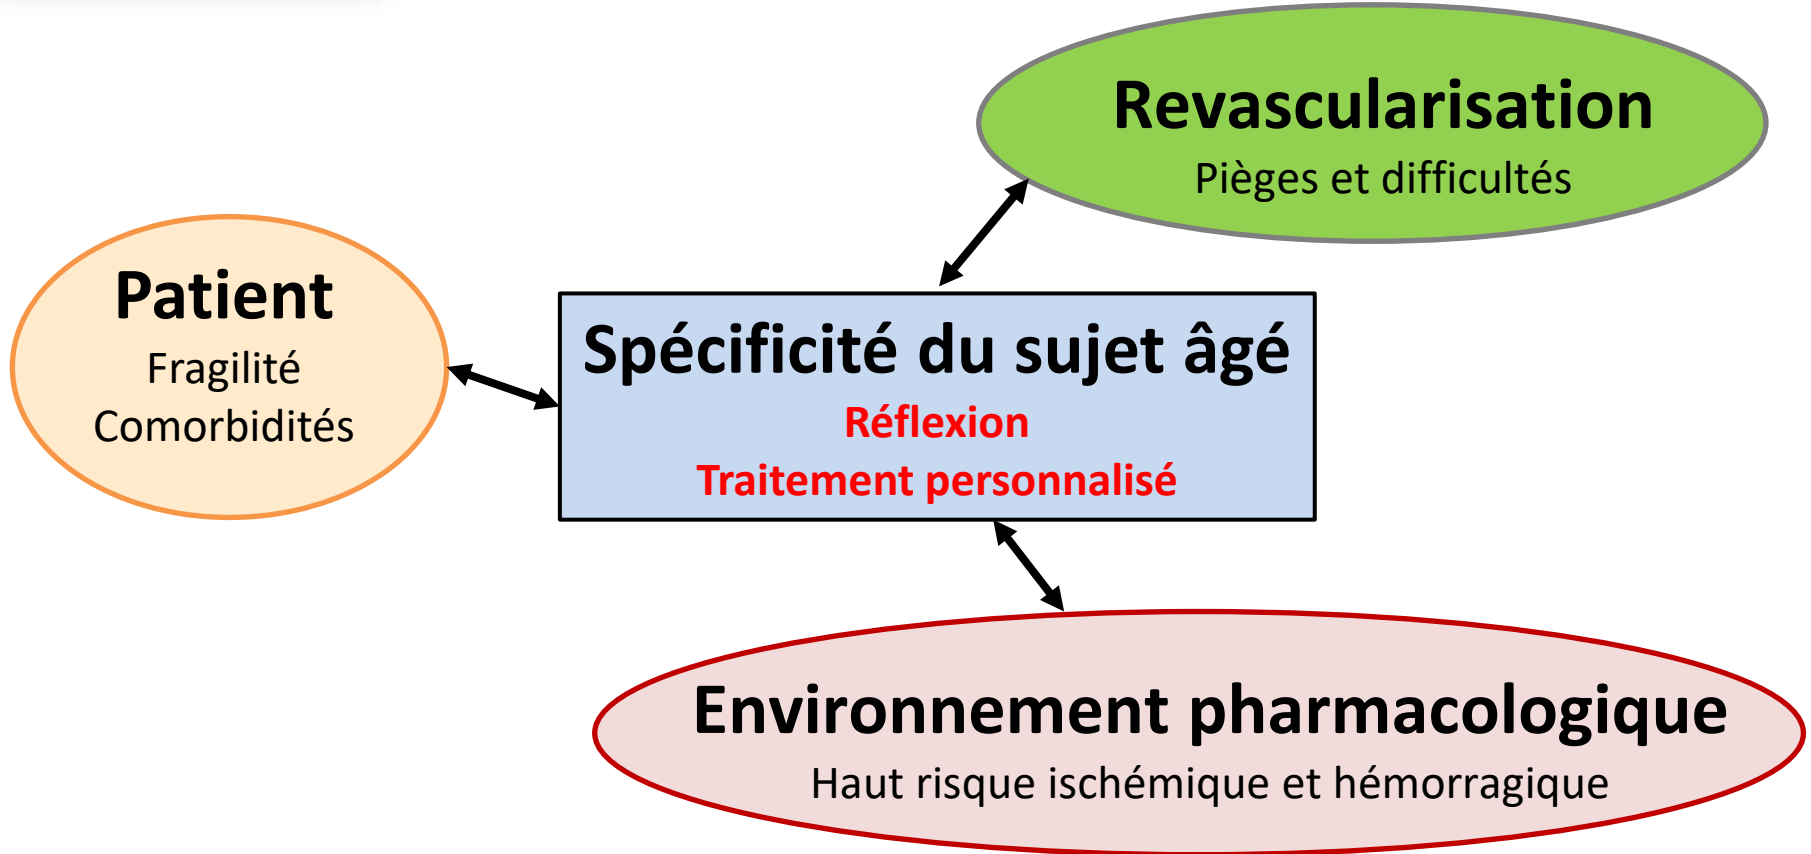 Revascularisation
Pièges et difficultés
Patient
Fragilité
Comorbidités
Spécificité du sujet âgé
Réflexion
Traitement personnalisé
Environnement pharmacologique
Haut risque ischémique et hémorragique